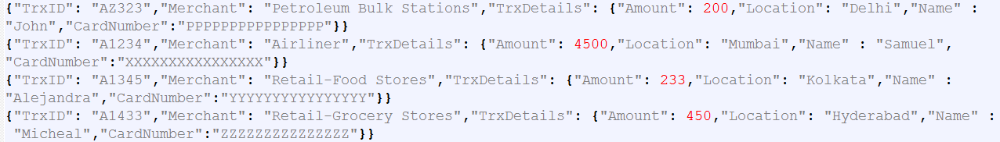 {"TrxID": "AZ323","Merchant": "Petroleum Bulk Stations","TrxDetails": {"Amount": 200,"Location": "Delhi","Name" :
"John","CardNumber":"PPPPPPPPPPPPPPPP"}}
{"TrxID": "A1234","Merchant": "Airliner","TrxDetails": {"Amount": 4500,"Location": "Mumbai","Name" : "Samuel",
"CardNumber":"XXXXXXXXXXXXXXXX"}}
{"TrxID": "A1345","Merchant": "Retail-Food Stores","TrxDetails": {"Amount": 233,"Location": "Kolkata","Name" :
"Alejandra","CardNumber":"YYYYYYYYYYYYYYYY"}}
{"TrxID": "A1433","Merchant": "Retail-Grocery Stores","TrxDetails": {"Amount": 450,"Location": "Hyderabad","Name" :
"Micheal","CardNumber":"ZZZZZZZZZZZZZZZ"}}